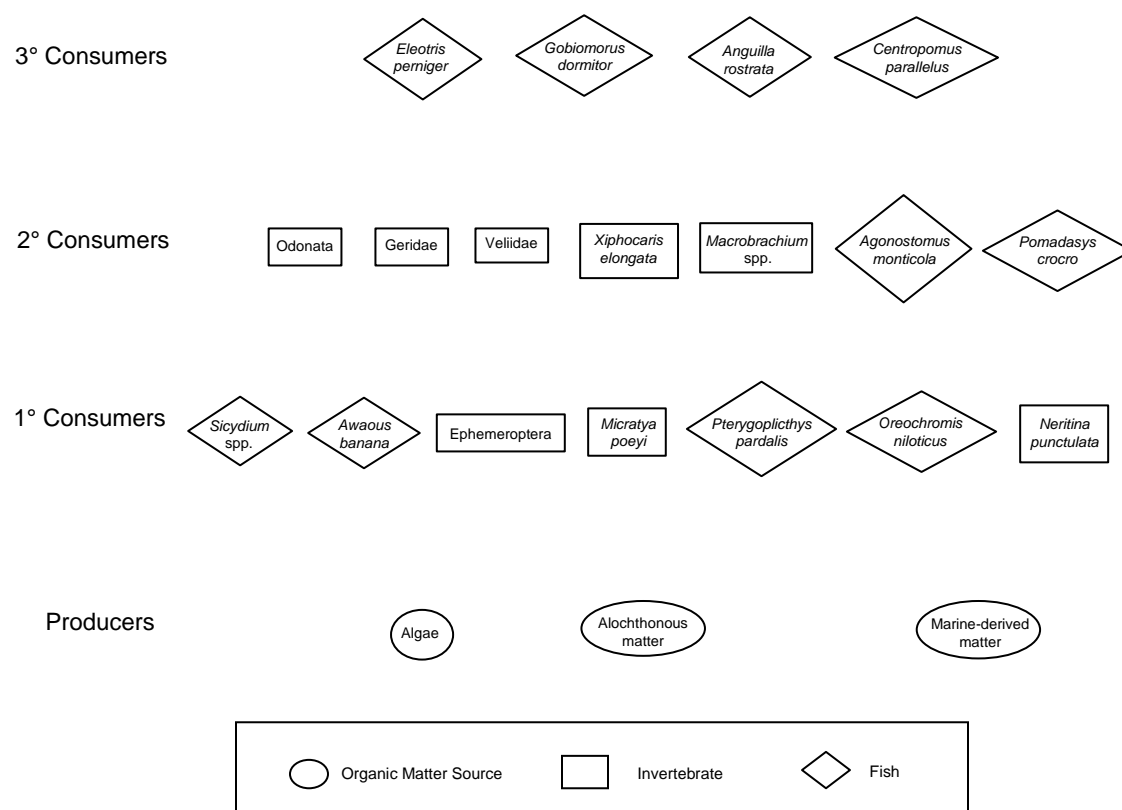 3° Consumers
Eleotris
perniger
Gobiomorus
dormitor
Anguilla
rostrata
Centropomus
parallelus
2° Consumers
Odonata
Geridae
Veliidae
Xiphocaris
elongata
Macrobrachium
spp.
Agonostomus
monticola
Pomadasys
crocro
1° Consumers
Sicydium
spp.
Awaous
banana
Ephemeroptera
Micratya
poeyi
Pterygoplicthys
pardalis
Oreochromis
niloticus
Neritina
punctulata
Producers
Algae
Alochthonous
matter
Marine-derived
matter
Organic Matter Source
Invertebrate
Fish